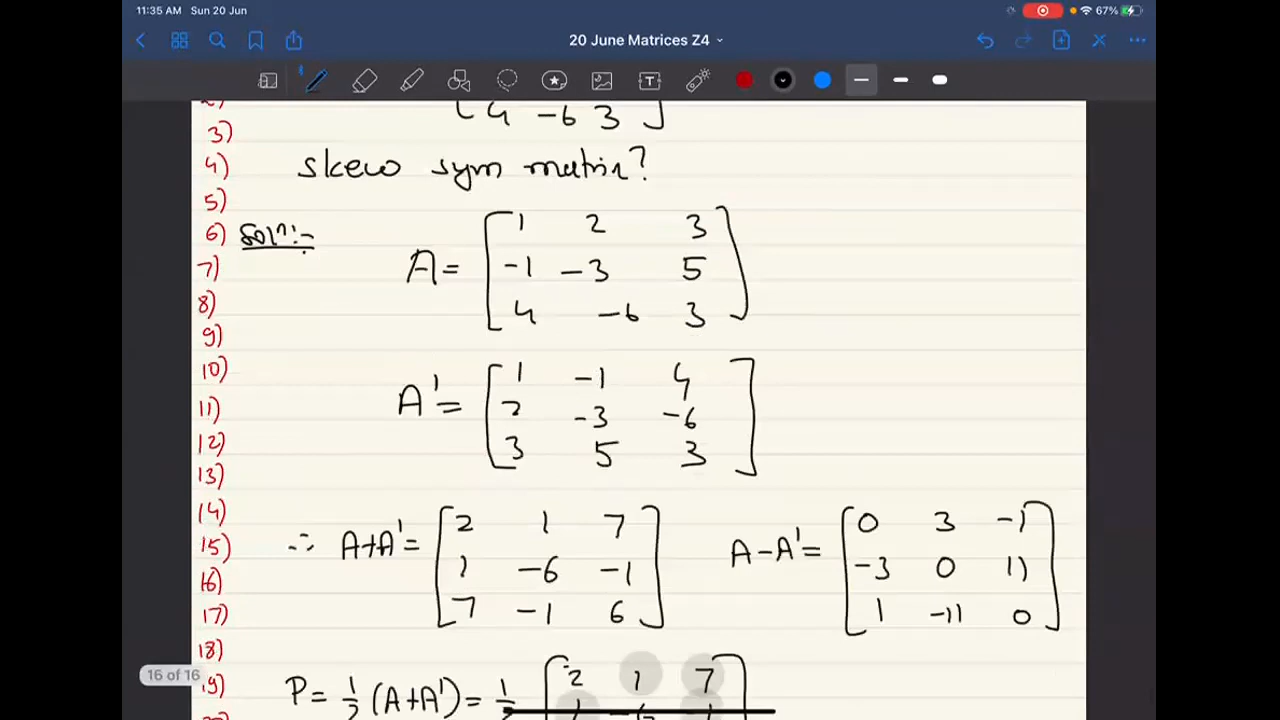 11:35 AM Sun 20 Jun
67%
20 June Matrices Z4
T
4 -6 3
3)
4) skew sym matrix?
5)
6) Solⁿ:- 1 2 3
7) A= -1 -3 5
8) 4 -6 3
9)
10) 1 -1 4
11) A'= 2 -3 -6
12) 3 5 3
13)
14) 2 1 7 0 3 -1
15) ∴ A+A'= 1 -6 -1 A-A'= -3 0 11
16)
17) 7 -1 6 1 -11 0
18)
16 of 16 2 1 7
19) P= 1/2 (A+A')= 1/2